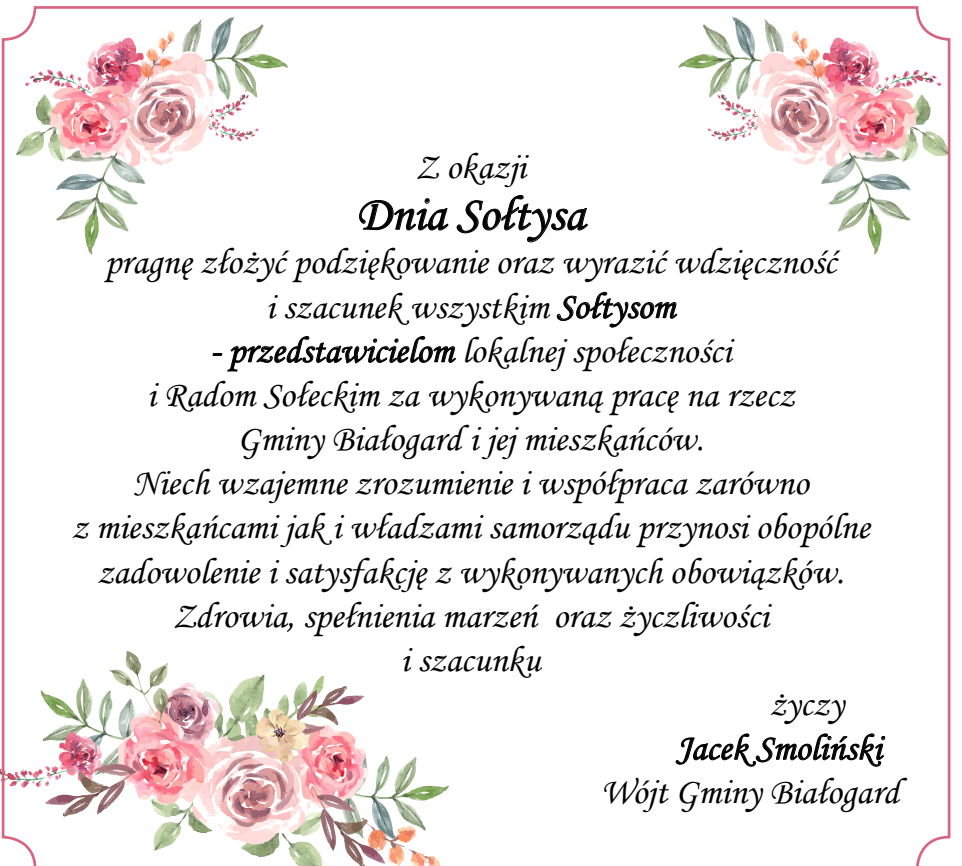 Z okazji
Dnia Sołtysa
pragnę złożyć podziękowanie oraz wyrazić wdzięczność
i szacunek wszystkim Sołtysom
- przedstawicielom lokalnej społeczności
i Radom Sołeckim za wykonywaną pracę na rzecz
Gminy Białogard i jej mieszkańców.
Niech wzajemne zrozumienie i współpraca zarówno
z mieszkańcami jak i władzami samorządu przynosi obopólne
zadowolenie i satysfakcję z wykonywanych obowiązków.
Zdrowia, spełnienia marzeń  oraz życzliwości
i szacunku
życzy
Jacek Smoliński
Wójt Gminy Białogard